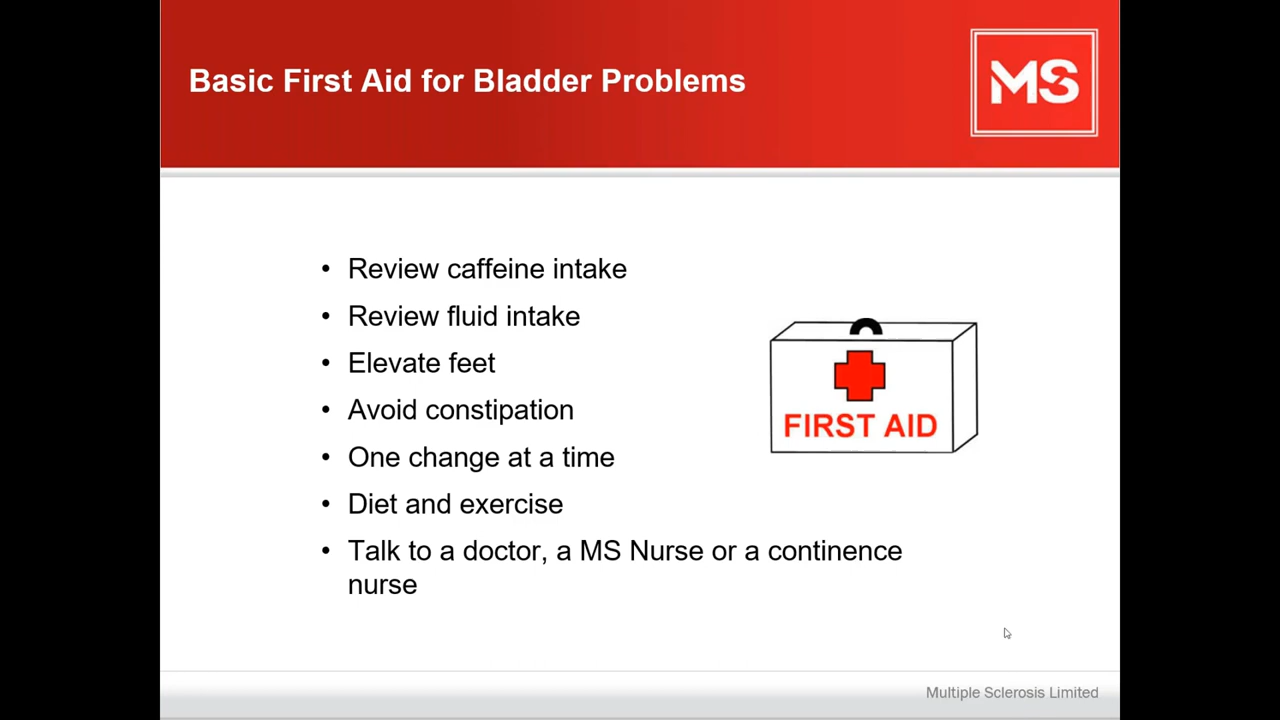 Basic First Aid for Bladder Problems
MS
• Review caffeine intake
• Review fluid intake
• Elevate feet
• Avoid constipation
• One change at a time
• Diet and exercise
• Talk to a doctor, a MS Nurse or a continence
nurse
FIRST AID
Multiple Sclerosis Limited